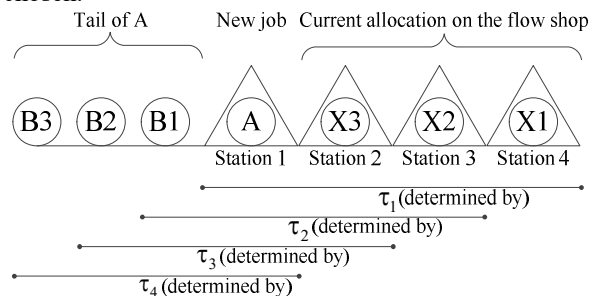 Tail of A New job Current allocation on the flow shop
B3 B2 B1 A X3 X2 X1
Station 1 Station 2 Station 3 Station 4
τ1 (determined by)
τ2 (determined by)
τ3 (determined by)
τ4 (determined by)